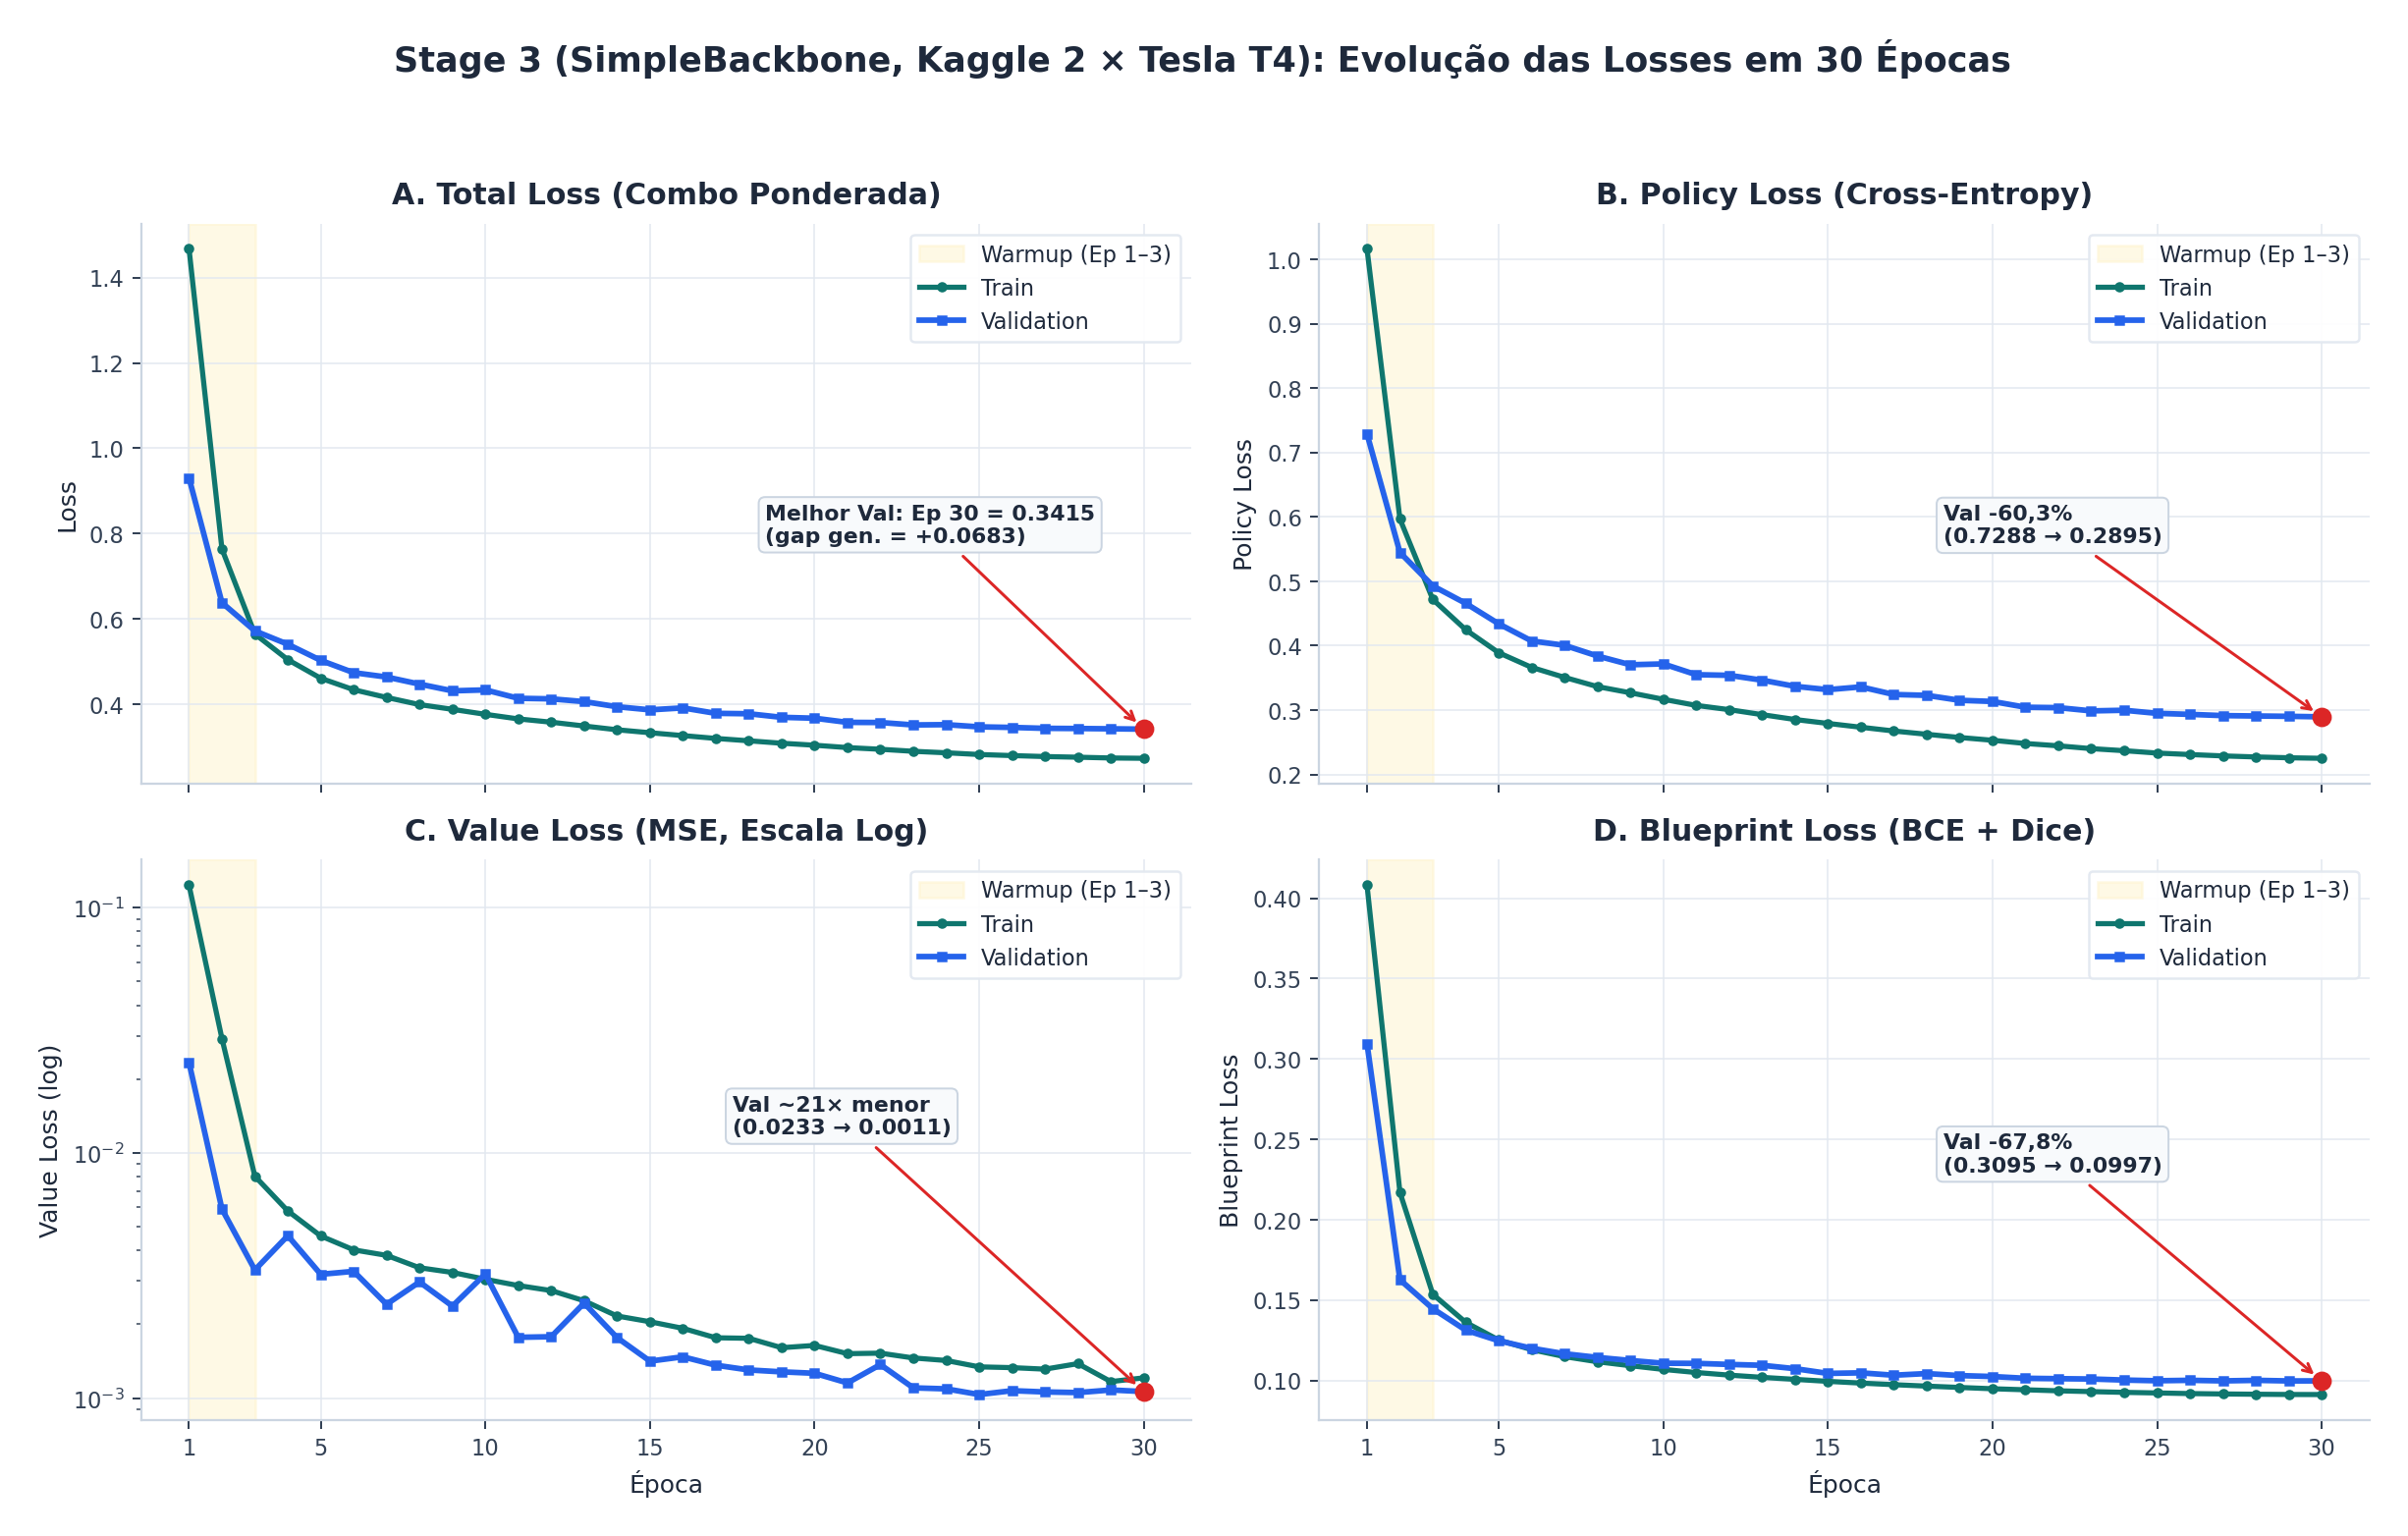 Stage 3 (SimpleBackbone, Kaggle 2 × Tesla T4): Evolução das Losses em 30 Épocas
A. Total Loss (Combo Ponderada)
Loss
1.4
1.2
1.0
0.8
0.6
0.4
Warmup (Ep 1–3)
Train
Validation
Melhor Val: Ep 30 = 0.3415
(gap gen. = +0.0683)
B. Policy Loss (Cross-Entropy)
Policy Loss
1.0
0.9
0.8
0.7
0.6
0.5
0.4
0.3
0.2
Warmup (Ep 1–3)
Train
Validation
Val -60,3%
(0.7288 → 0.2895)
C. Value Loss (MSE, Escala Log)
Value Loss (log)
10⁻¹
10⁻²
10⁻³
Warmup (Ep 1–3)
Train
Validation
Val ~21× menor
(0.0233 → 0.0011)
1 5 10 15 20 25 30
Época
D. Blueprint Loss (BCE + Dice)
Blueprint Loss
0.40
0.35
0.30
0.25
0.20
0.15
0.10
Warmup (Ep 1–3)
Train
Validation
Val -67,8%
(0.3095 → 0.0997)
1 5 10 15 20 25 30
Época